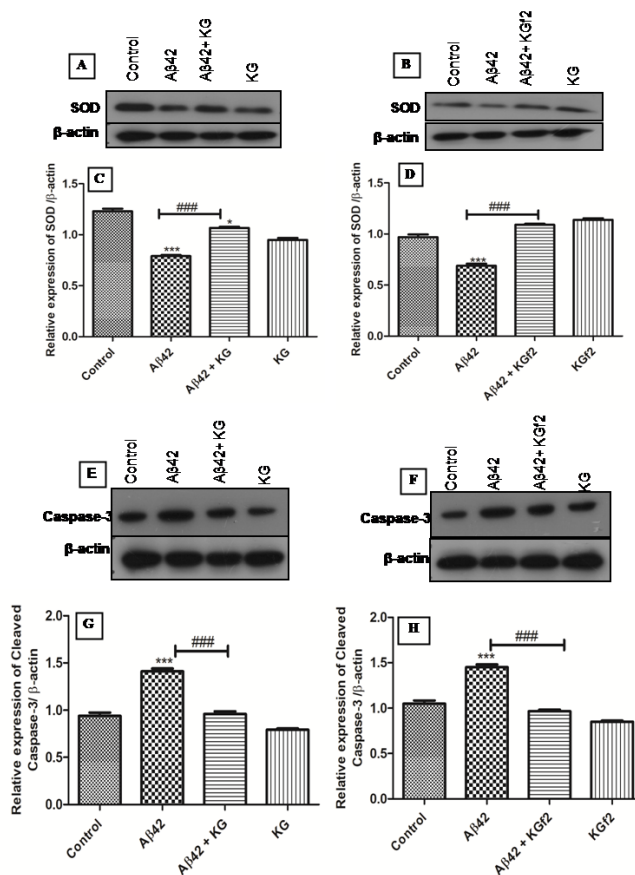 A
Control
Aβ42
Aβ42+ KG
KG
SOD
β-actin
B
Control
Aβ42
Aβ42+ KGf2
KG
SOD
β-actin
C
Relative expression of SOD /β-actin
1.5
1.0
0.5
0.0
***
###
*
Control
Aβ42
Aβ42 + KG
KG
D
Relative expression of SOD /β-actin
1.5
1.0
0.5
0.0
***
###
Control
Aβ42
Aβ42 + KGf2
KGf2
E
Control
Aβ42
Aβ42+ KG
KG
Caspase-3
β-actin
F
Control
Aβ42
Aβ42+ KGf2
KG
Caspase-3
β-actin
G
Relative expression of Cleaved
Caspase-3/ β-actin
2.0
1.5
1.0
0.5
0.0
***
###
Control
Aβ42
Aβ42 + KG
KG
H
Relative expression of Cleaved
Caspase-3 /β-actin
2.0
1.5
1.0
0.5
0.0
***
###
Control
Aβ42
Aβ42 + KGf2
KGf2